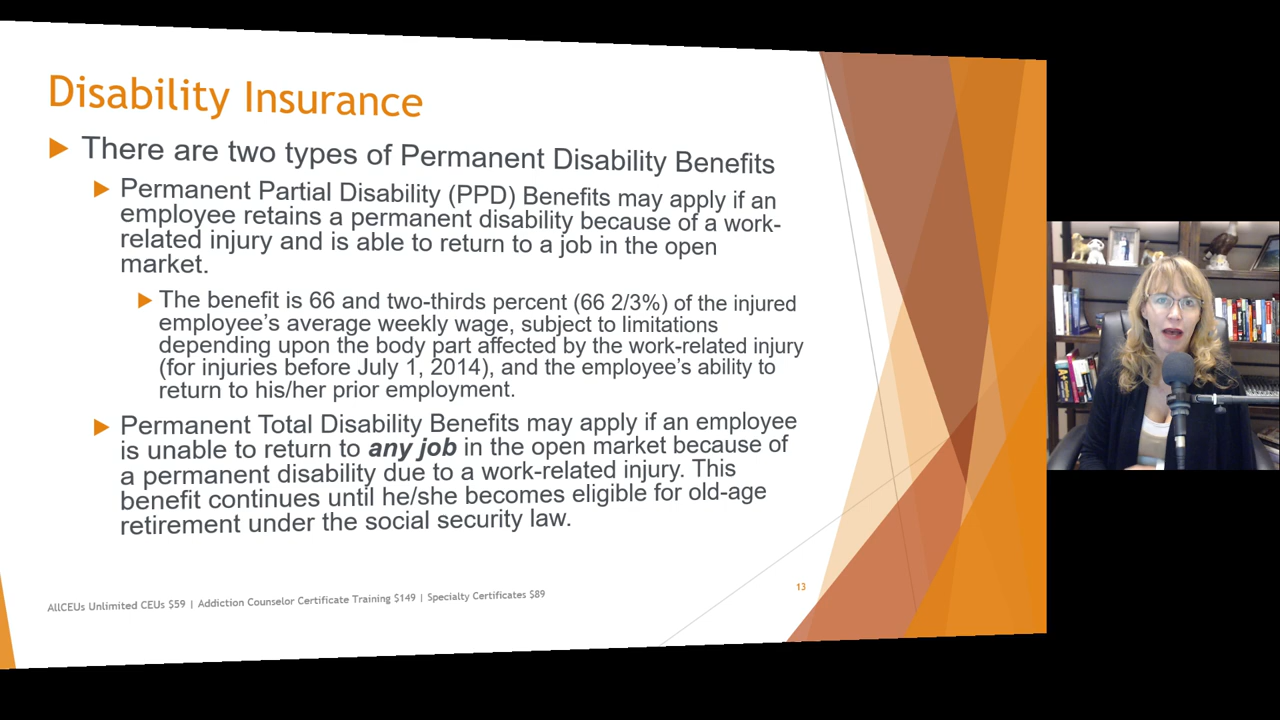 Disability Insurance
There are two types of Permanent Disability Benefits
Permanent Partial Disability (PPD) Benefits may apply if an
employee retains a permanent disability because of a work-
related injury and is able to return to a job in the open
market.
The benefit is 66 and two-thirds percent (66 2/3%) of the injured
employee’s average weekly wage, subject to limitations
depending upon the body part affected by the work-related injury
(for injuries before July 1, 2014), and the employee’s ability to
return to his/her prior employment.
Permanent Total Disability Benefits may apply if an employee
is unable to return to any job in the open market because of
a permanent disability due to a work-related injury. This
benefit continues until he/she becomes eligible for old-age
retirement under the social security law.
AllCEUs Unlimited CEUs $59 | Addiction Counselor Certificate Training $149 | Specialty Certificates $89
13